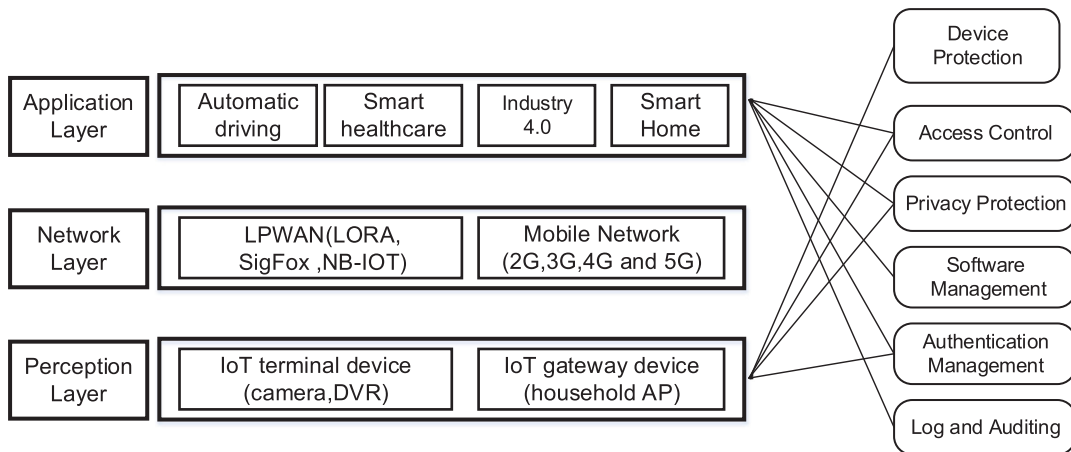 Application
Layer
Automatic
driving
Smart
healthcare
Industry
4.0
Smart
Home
Network
Layer
LPWAN(LORA,
SigFox ,NB-IOT)
Mobile Network
(2G,3G,4G and 5G)
Perception
Layer
IoT terminal device
(camera,DVR)
IoT gateway device
(household AP)
Device
Protection
Access Control
Privacy Protection
Software
Management
Authentication
Management
Log and Auditing